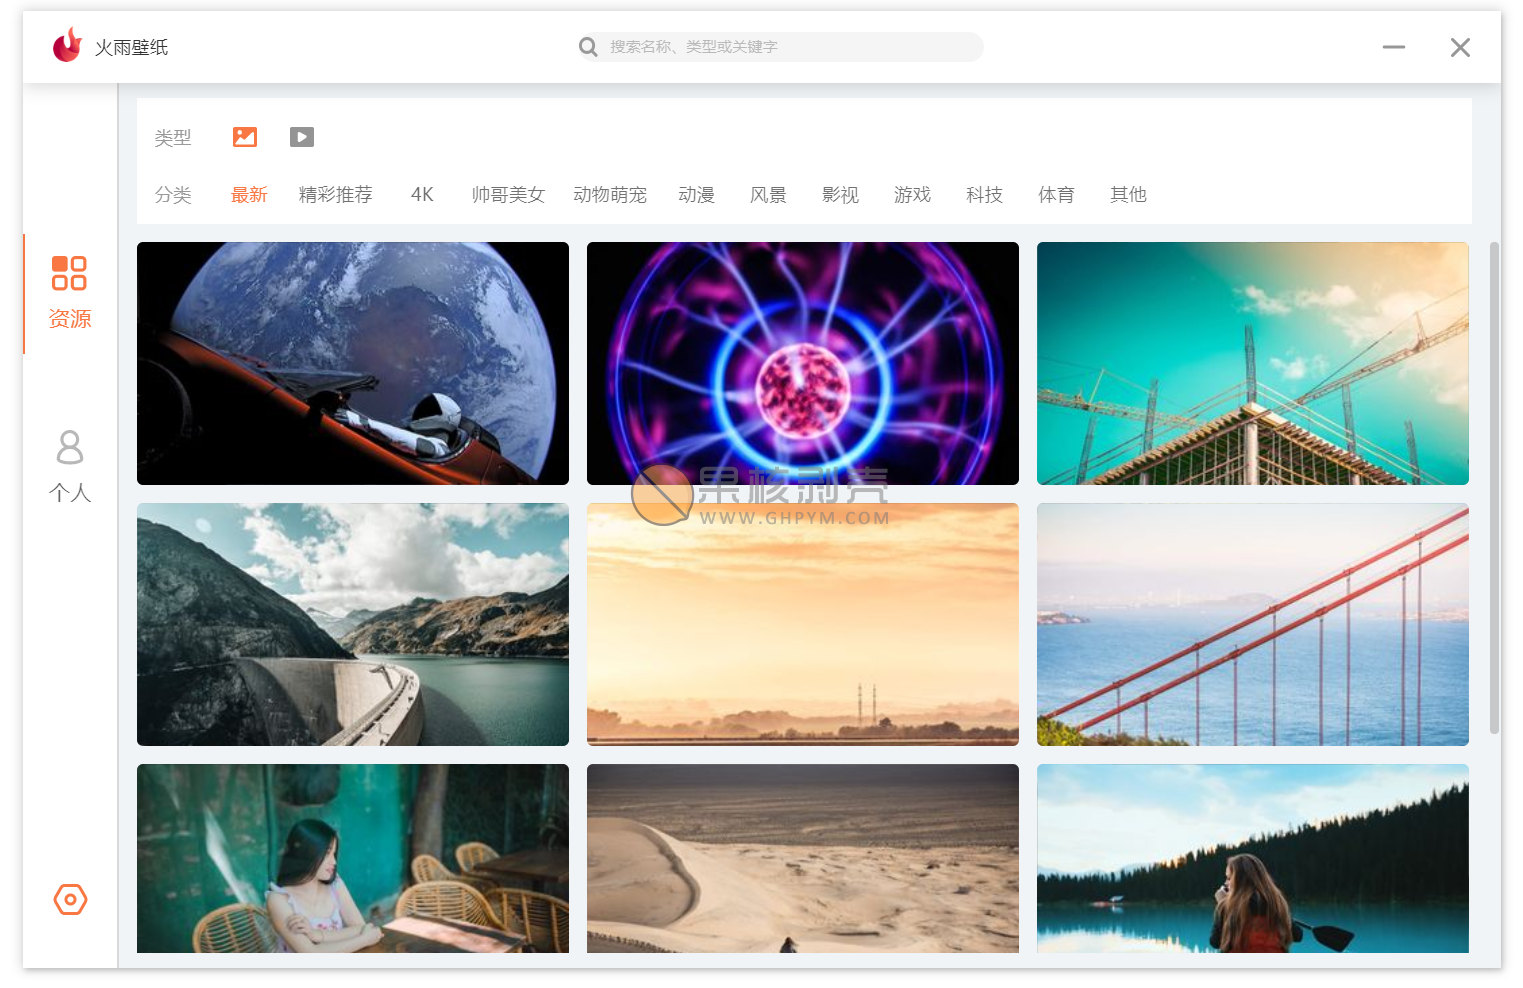 火雨壁纸
搜索名称、类型或关键字
类型
分类 最新 精彩推荐 4K 帅哥美女 动物萌宠 动漫 风景 影视 游戏 科技 体育 其他
资源
个人
果核剥壳
WWW.GHPYM.COM